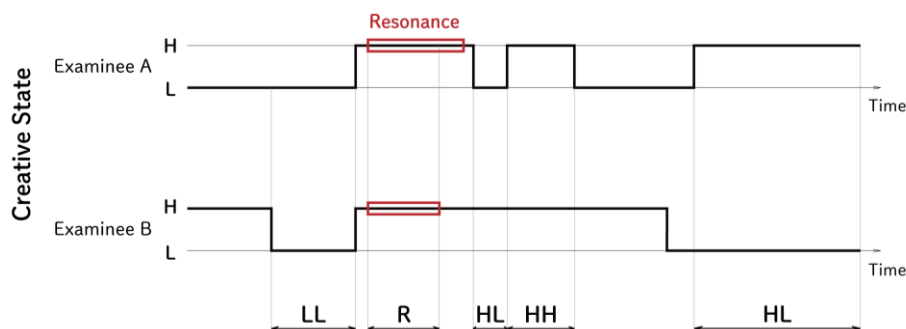 Creative State
Resonance
H
Examinee A
L
Time
H
Examinee B
L
Time
LL R HL HH HL